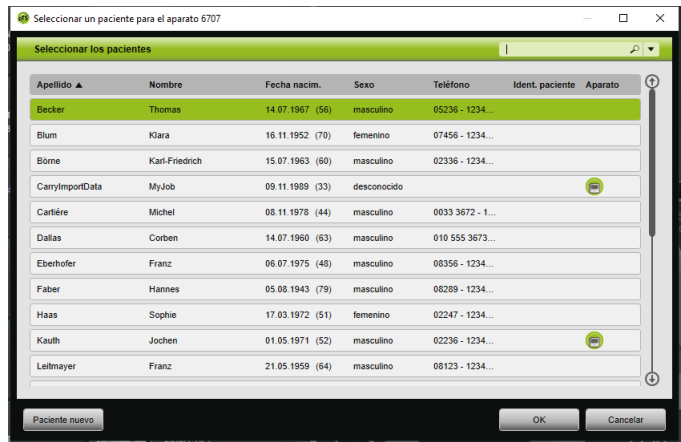 Seleccionar un paciente para el aparato 6707
Seleccionar los pacientes
Apellido ▲ Nombre Fecha nacim. Sexo Teléfono Ident. paciente Aparato
Becker Thomas 14.07.1967 (56) masculino 05236 - 1234...
Blum Klara 16.11.1952 (70) femenino 07456 - 1234...
Börne Karl-Friedrich 15.07.1963 (60) masculino 02336 - 1234...
CarryImportData MyJob 09.11.1989 (33) desconocido
Cartiére Michel 08.11.1978 (44) masculino 0033 3672 - 1...
Dallas Corben 14.07.1960 (63) masculino 010 555 3673...
Eberhofer Franz 06.07.1975 (48) masculino 08356 - 1234...
Faber Hannes 05.08.1943 (79) masculino 08289 - 1234...
Haas Sophie 17.03.1972 (51) femenino 02247 - 1234...
Kauth Jochen 01.05.1971 (52) masculino 02236 - 1234...
Leitmayer Franz 21.05.1959 (64) masculino 08123 - 1234...
Paciente nuevo OK Cancelar